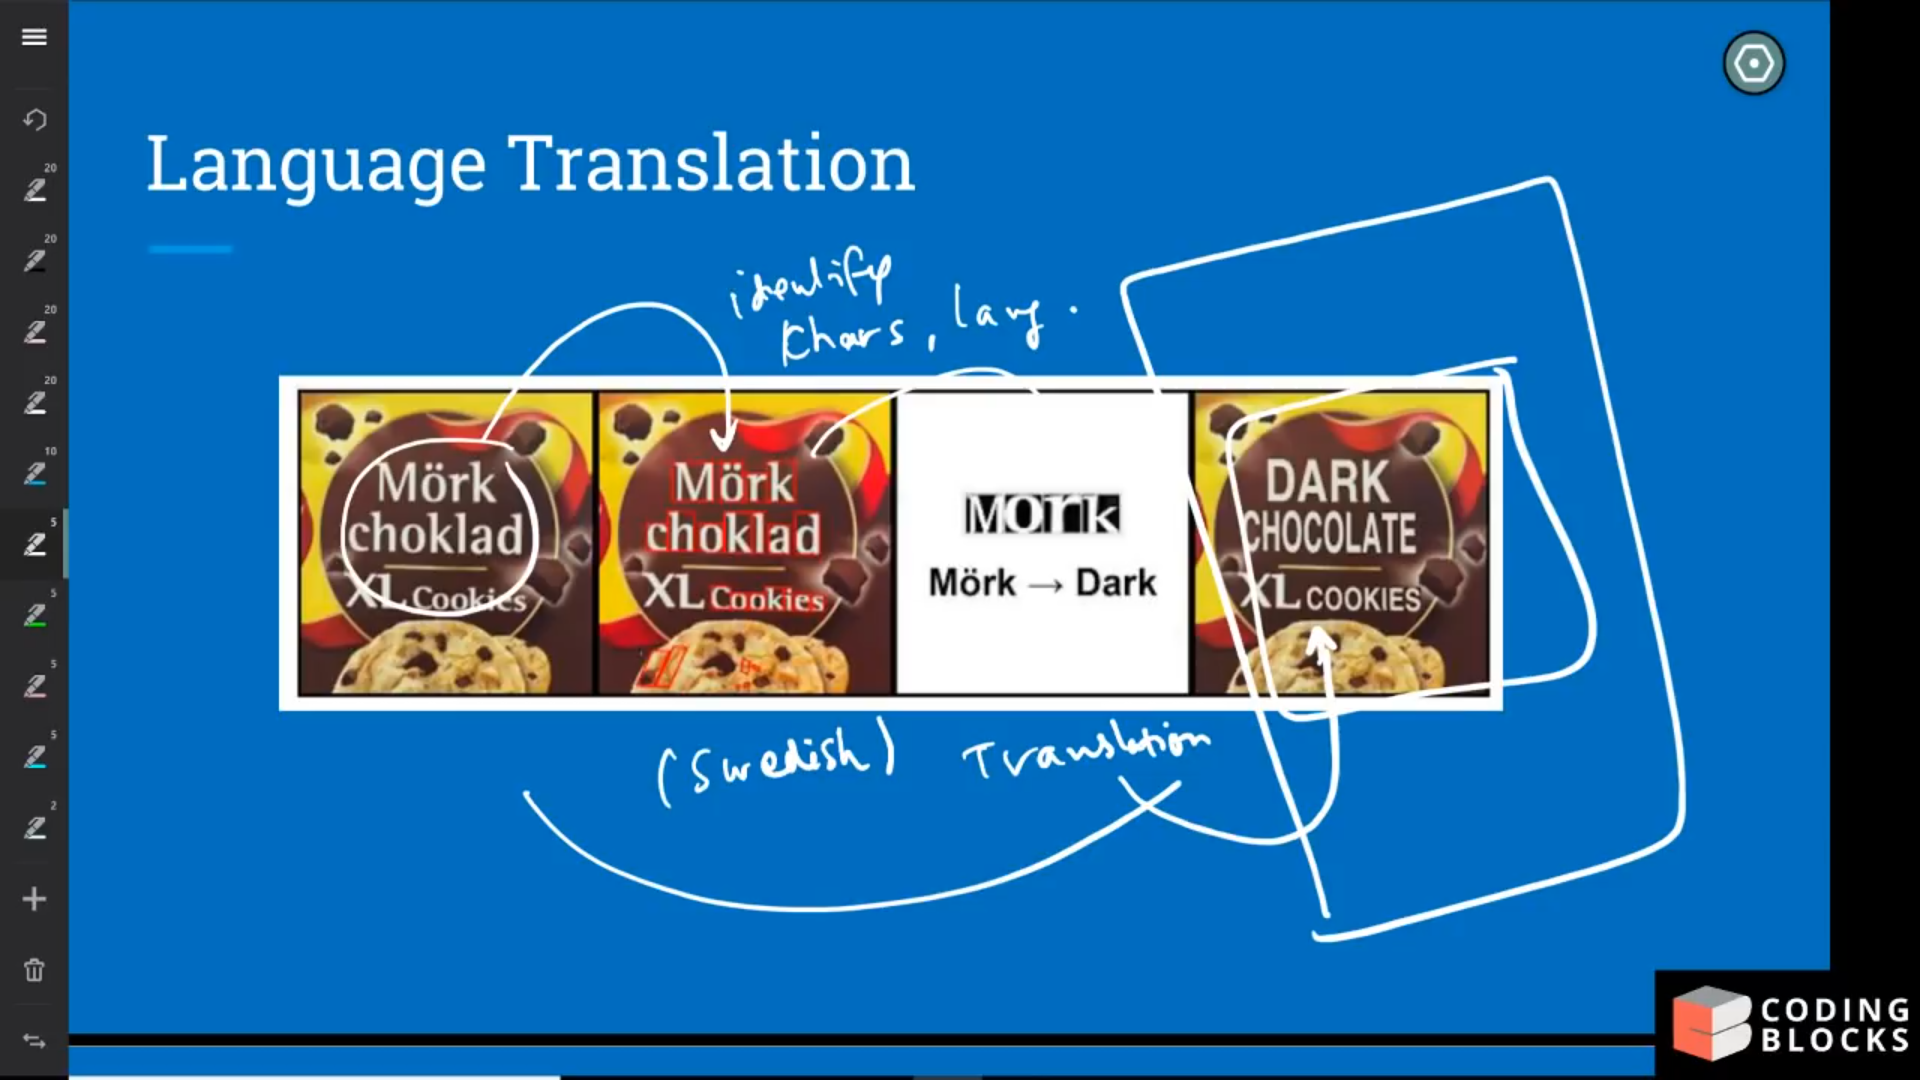 20
20
20
20
10
5
5
5
5
2
Language Translation
identify
chars, lang.
Mörk
choklad
XL Cookies
Mörk
choklad
XL Cookies
Mörk
Mörk → Dark
DARK
CHOCOLATE
XL COOKIES
(Swedish)
Translation
CODING
BLOCKS